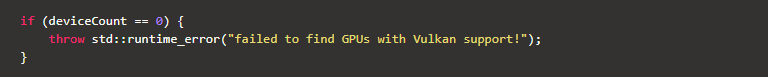 if (deviceCount == 0) {
    throw std::runtime_error("failed to find GPUs with Vulkan support!");
}